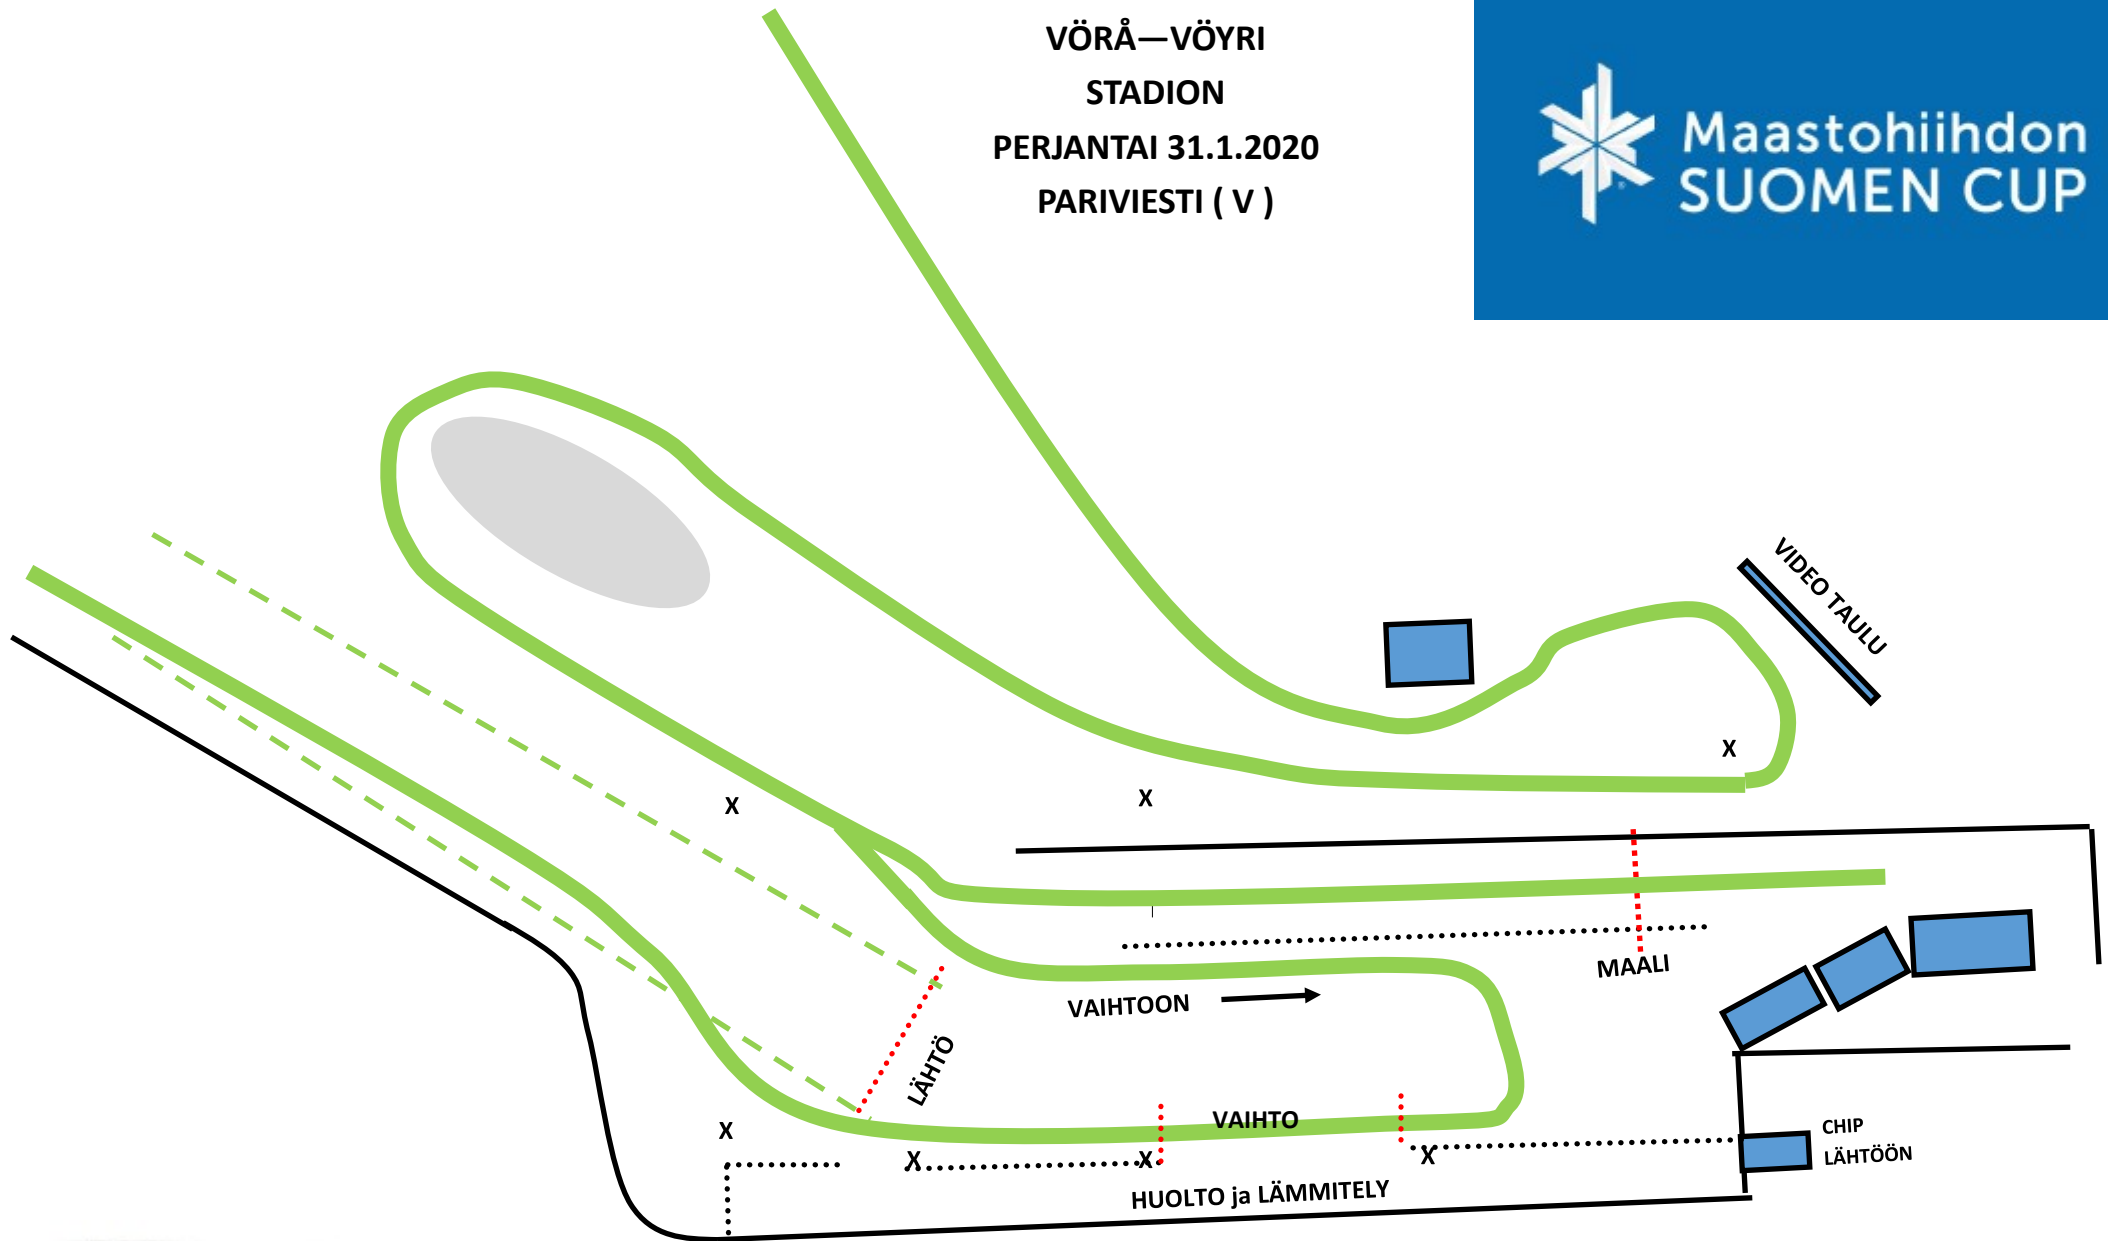 VÖRÅ—VÖYRI
STADION
PERJANTAI 31.1.2020
PARIVIESTI ( V )
Maastohiihdon
SUOMEN CUP
VIDEO TAULU
X
X
X
MAALI
VAIHTOON
LÄHTÖ
VAIHTO
X
X
X
X
CHIP
LÄHTÖÖN
HUOLTO ja LÄMMITELY